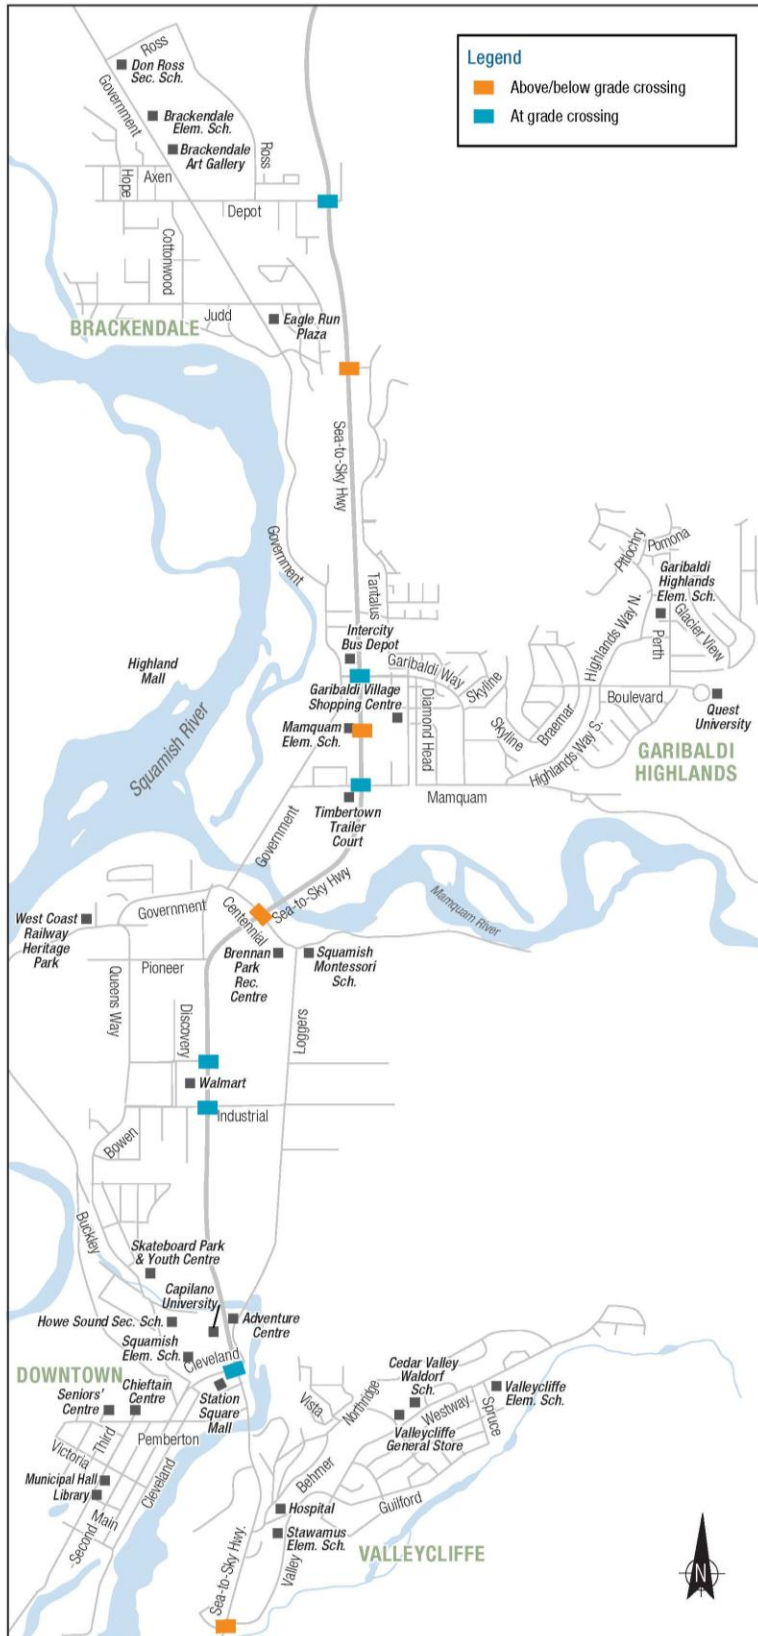 Legend
Above/below grade crossing
At grade crossing
Ross
Don Ross
Sec. Sch.
Government
Brackendale
Elem. Sch.
Brackendale
Art Gallery
Ross
Hope
Axen
Depot
Cottonwood
Judd
BRACKENDALE
Eagle Run
Plaza
Sea-to-Sky Hwy
Government
Tantalus
Pitlochry
Pomona
Garibaldi
Highlands
Elem. Sch.
Glacier View
Highlands Way N.
Perth
Intercity
Bus Depot
Garibaldi Way
Highland
Mall
Garibaldi Village
Shopping Centre
Skyline
Boulevard
Quest
University
Squamish River
Mamquam
Elem. Sch.
Diamond Head
Skyline
Braemar
Highlands Way S.
GARIBALDI
HIGHLANDS
Mamquam
Timbertown
Trailer
Court
Government
Sea-to-Sky Hwy
Mamquam River
West Coast
Railway
Heritage
Park
Government
Centennial
Pioneer
Brennan
Park
Rec.
Centre
Squamish
Montessori
Sch.
Queens Way
Discovery
Loggers
Walmart
Industrial
Bowen
Buckley
Skateboard Park
& Youth Centre
Capilano
University
Howe Sound Sec. Sch.
Adventure
Centre
Squamish
Elem. Sch.
Cleveland
DOWNTOWN
Seniors'
Centre
Chieftain
Centre
Station
Square
Mall
Cedar Valley
Waldorf
Sch.
Valleycliffe
Elem. Sch.
Vista
Northridge
Westway
Spruce
Valleycliffe
General Store
Victoria
Third
Pemberton
Cleveland
Behmer
Guilford
Municipal Hall
Library
Main
Second
Hospital
Stawamus
Elem. Sch.
Sea-to-Sky Hwy.
Valley
VALLEYCLIFFE
N